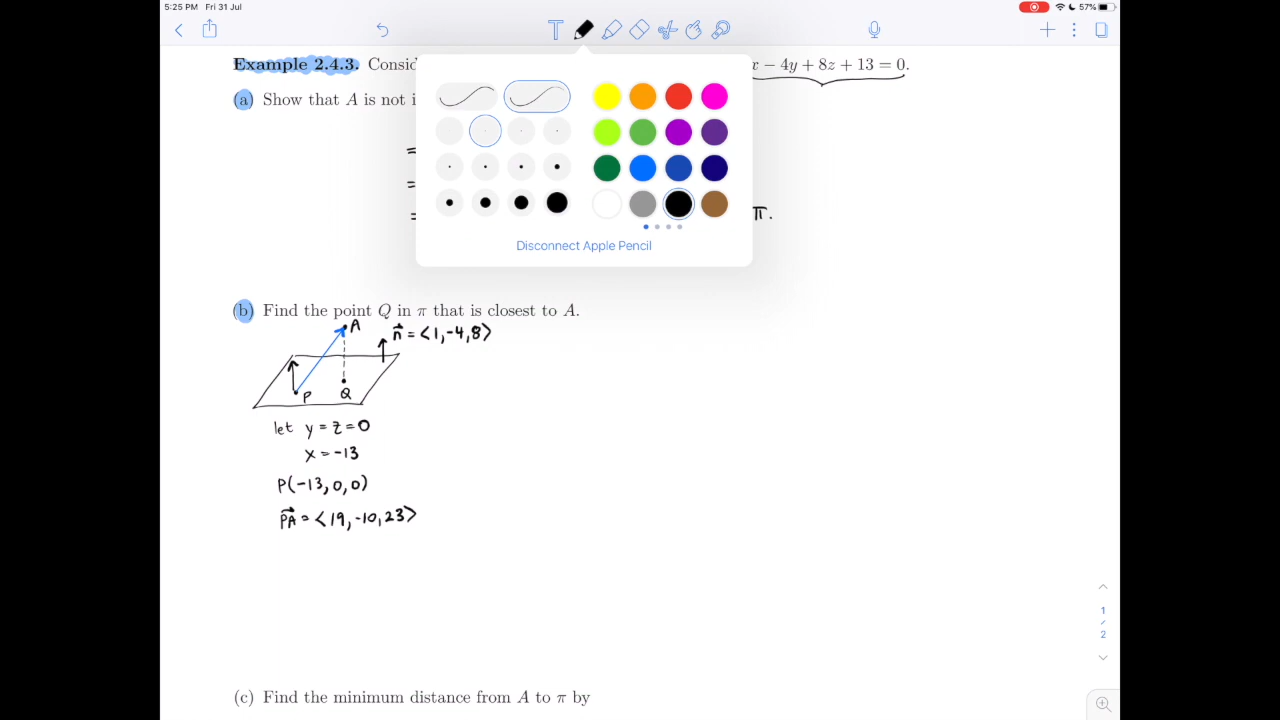 5:25 PM Fri 31 Jul
57%
Example 2.4.3. Consi
x − 4y + 8z + 13 = 0.
(a) Show that A is not i
=
=
=
π.
Disconnect Apple Pencil
(b) Find the point Q in π that is closest to A.
A
n⃗ = <1, -4, 8>
P
Q
let y = z = 0
x = -13
P(-13, 0, 0)
PA⃗ = <19, -10, 23>
1
/
2
(c) Find the minimum distance from A to π by